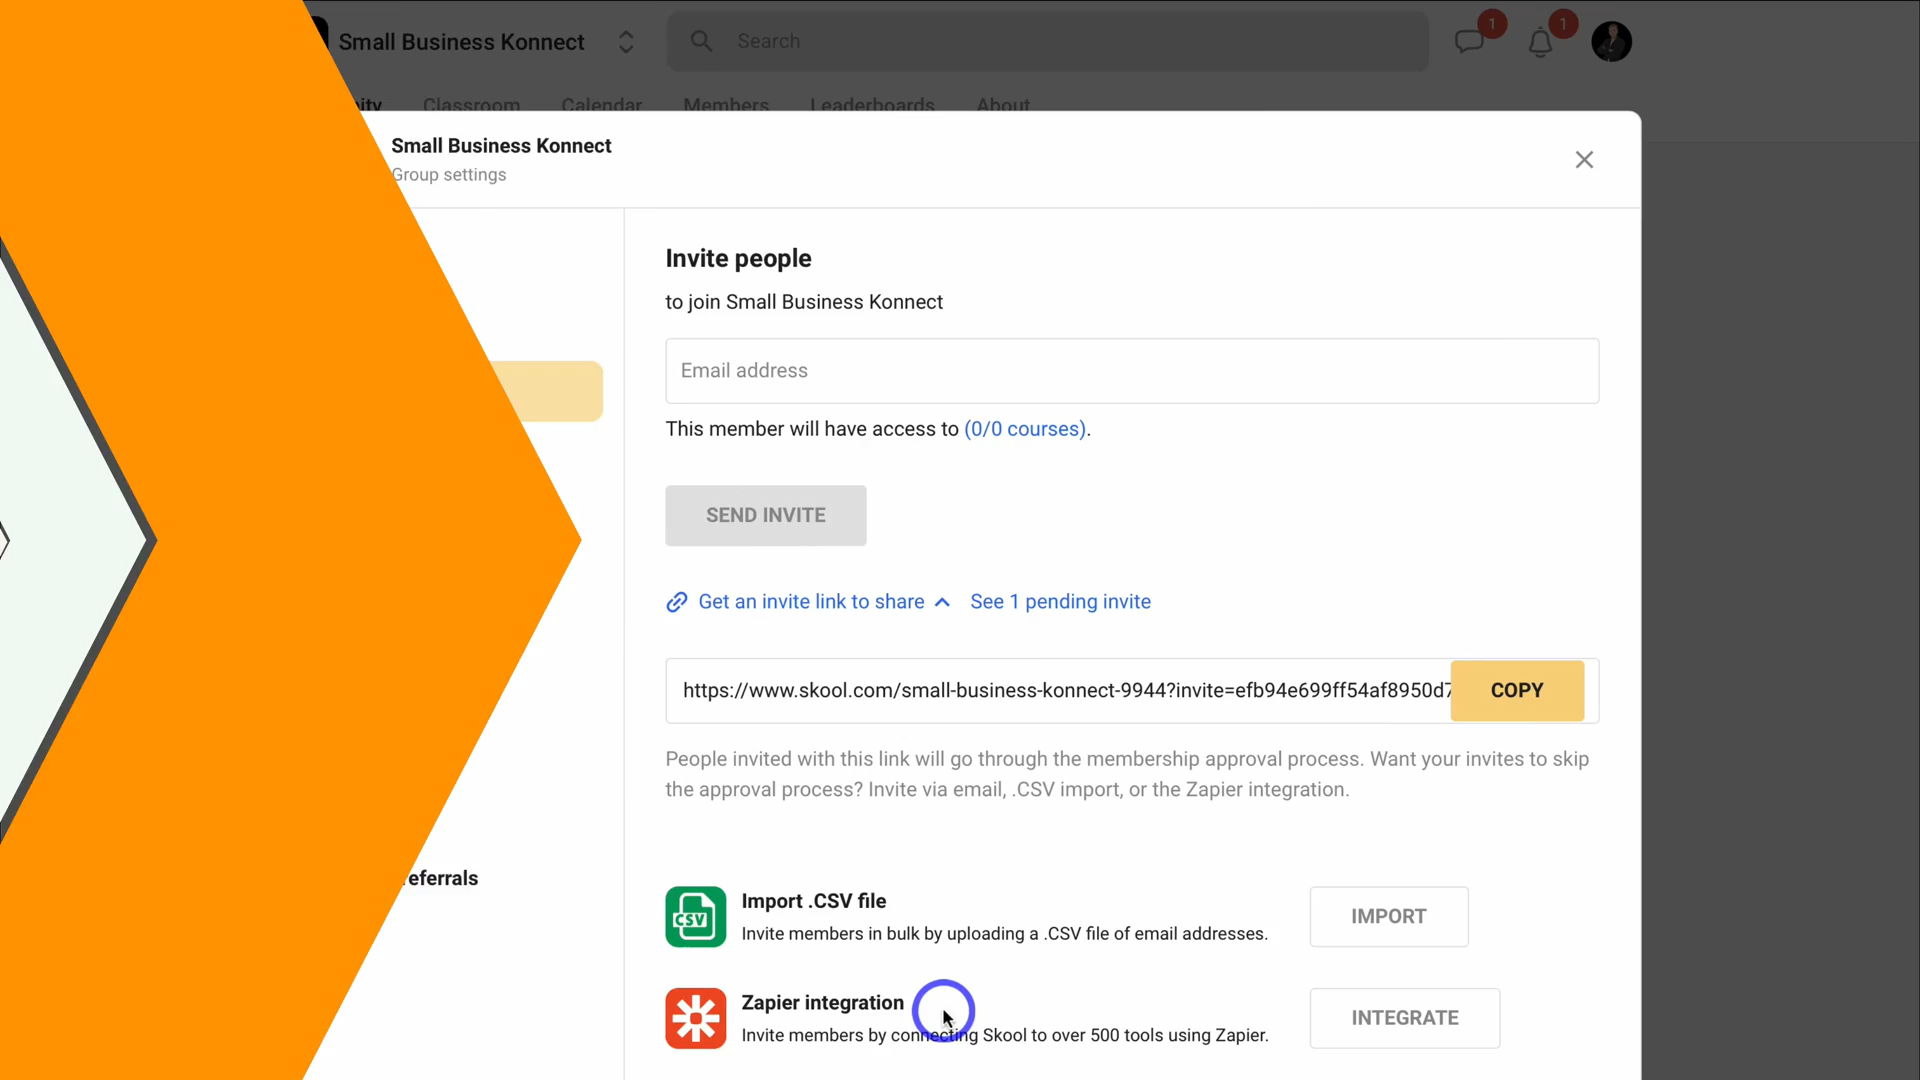 Small Business Konnect
Search
1
1
Classroom Calendar Members Leaderboards About
Small Business Konnect
Group settings
Invite people
to join Small Business Konnect
Email address
This member will have access to (0/0 courses).
SEND INVITE
Get an invite link to share See 1 pending invite
https://www.skool.com/small-business-konnect-9944?invite=efb94e699ff54af8950d7
COPY
People invited with this link will go through the membership approval process. Want your invites to skip
the approval process? Invite via email, .CSV import, or the Zapier integration.
eferrals
CSV
Import .CSV file
Invite members in bulk by uploading a .CSV file of email addresses.
IMPORT
Zapier integration
Invite members by connecting Skool to over 500 tools using Zapier.
INTEGRATE